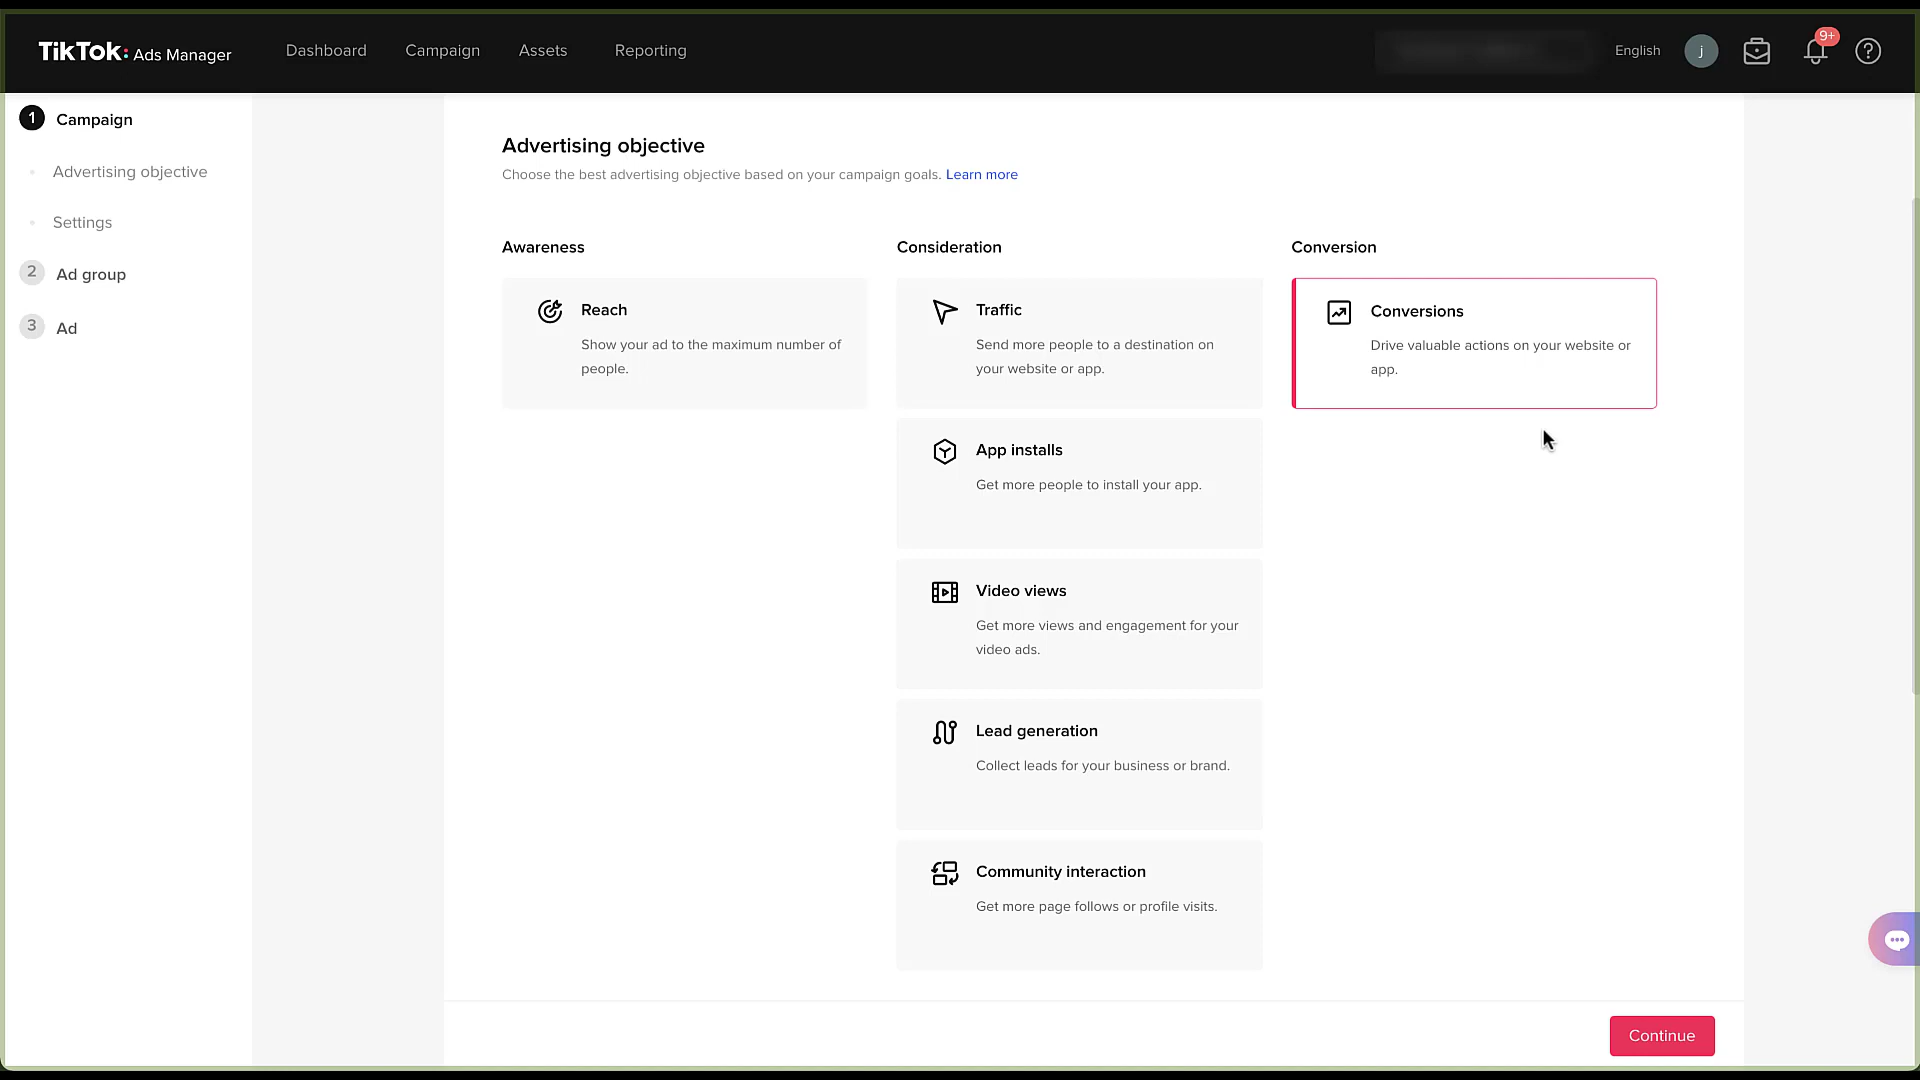 TikTok: Ads Manager
Dashboard
Campaign
Assets
Reporting
English
j
9+
?
1 Campaign
Advertising objective
Settings
2 Ad group
3 Ad
Advertising objective
Choose the best advertising objective based on your campaign goals. Learn more
Awareness
Reach
Show your ad to the maximum number of
people.
Consideration
Traffic
Send more people to a destination on
your website or app.
App installs
Get more people to install your app.
Video views
Get more views and engagement for your
video ads.
Lead generation
Collect leads for your business or brand.
Community interaction
Get more page follows or profile visits.
Conversion
Conversions
Drive valuable actions on your website or
app.
Continue